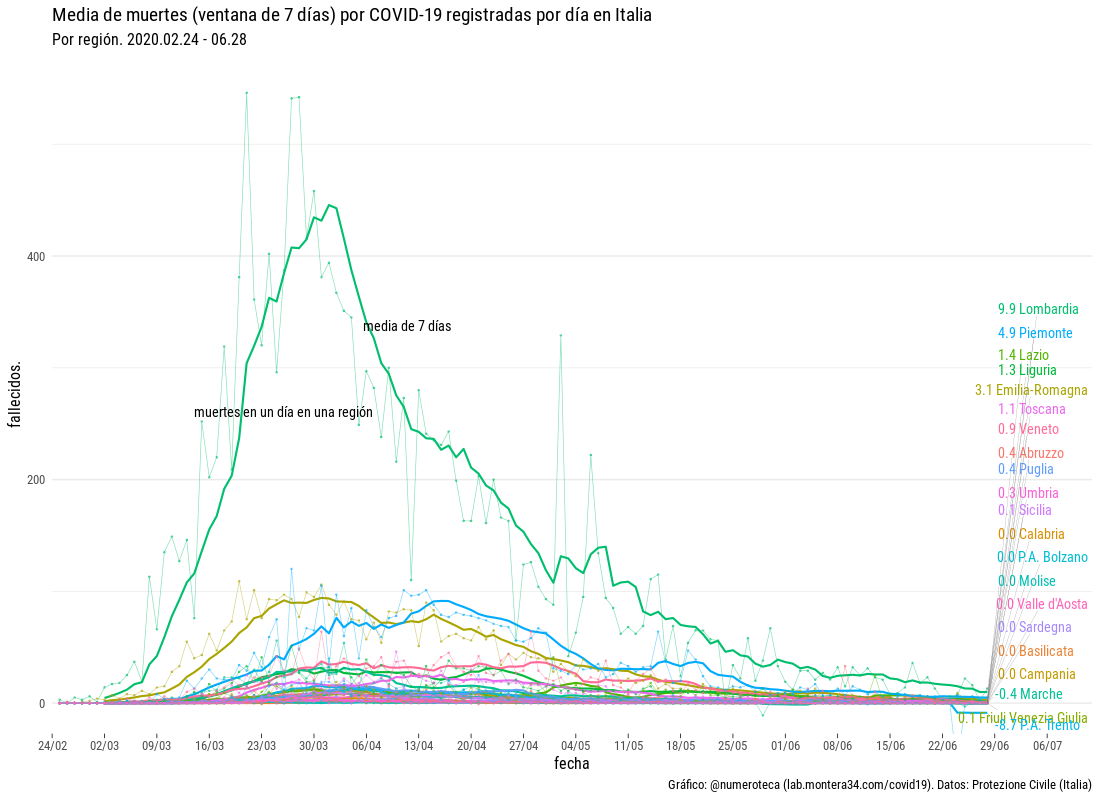 Media de muertes (ventana de 7 días) por COVID-19 registradas por día en Italia
Por región. 2020.02.24 - 06.28
fallecidos.
400
200
0
media de 7 días
muertes en un día en una región
9.9 Lombardia
4.9 Piemonte
1.4 Lazio
1.3 Liguria
3.1 Emilia-Romagna
1.1 Toscana
0.9 Veneto
0.4 Abruzzo
0.4 Puglia
0.3 Umbria
0.1 Sicilia
0.0 Calabria
0.0 P.A. Bolzano
0.0 Molise
0.0 Valle d'Aosta
0.0 Sardegna
0.0 Basilicata
0.0 Campania
-0.4 Marche
0.1 Friuli Venezia Giulia
-8.7 P.A. Trento
24/02 02/03 09/03 16/03 23/03 30/03 06/04 13/04 20/04 27/04 04/05 11/05 18/05 25/05 01/06 08/06 15/06 22/06 29/06 06/07
fecha
Gráfico: @numeroteca (lab.montera34.com/covid19). Datos: Protezione Civile (Italia)